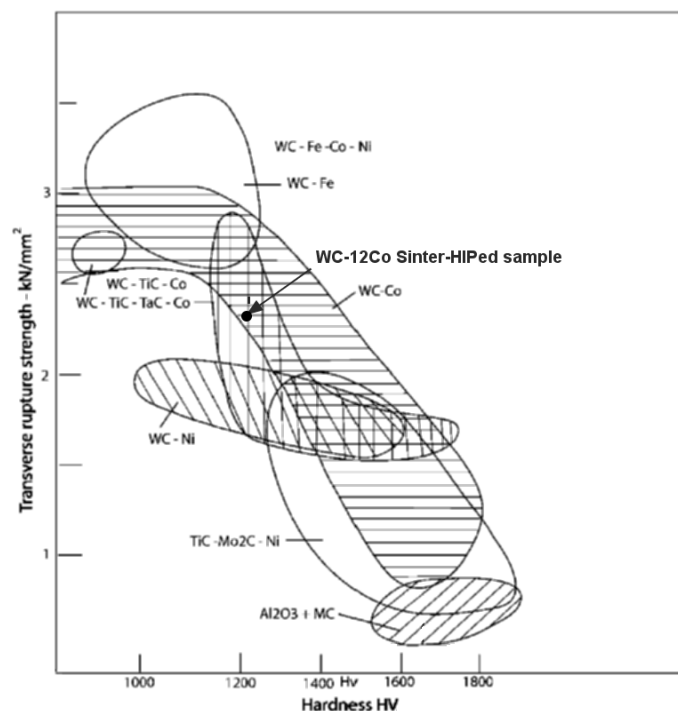 Transverse rupture strength - kN/mm2
3
2
1
WC - Fe -Co - Ni
WC - Fe
WC-12Co Sinter-HIPed sample
WC - TiC - Co
WC - TiC - TaC - Co
WC-Co
WC - Ni
TiC -Mo2C - Ni
Al2O3 + MC
1000 1200 1400 Hv 1600 1800
Hardness HV